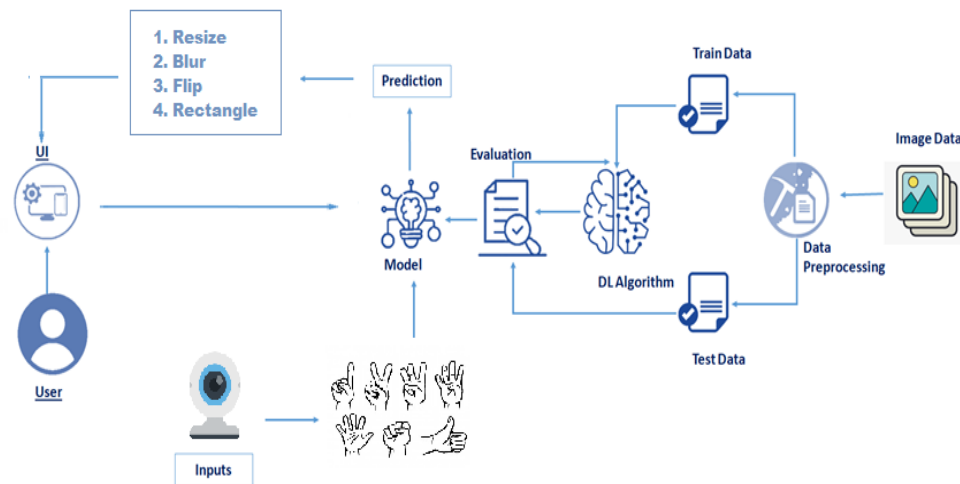 1. Resize
2. Blur
3. Flip
4. Rectangle
Prediction
Train Data
Evaluation
Image Data
UI
Model
DL Algorithm
Data
Preprocessing
Test Data
User
Inputs